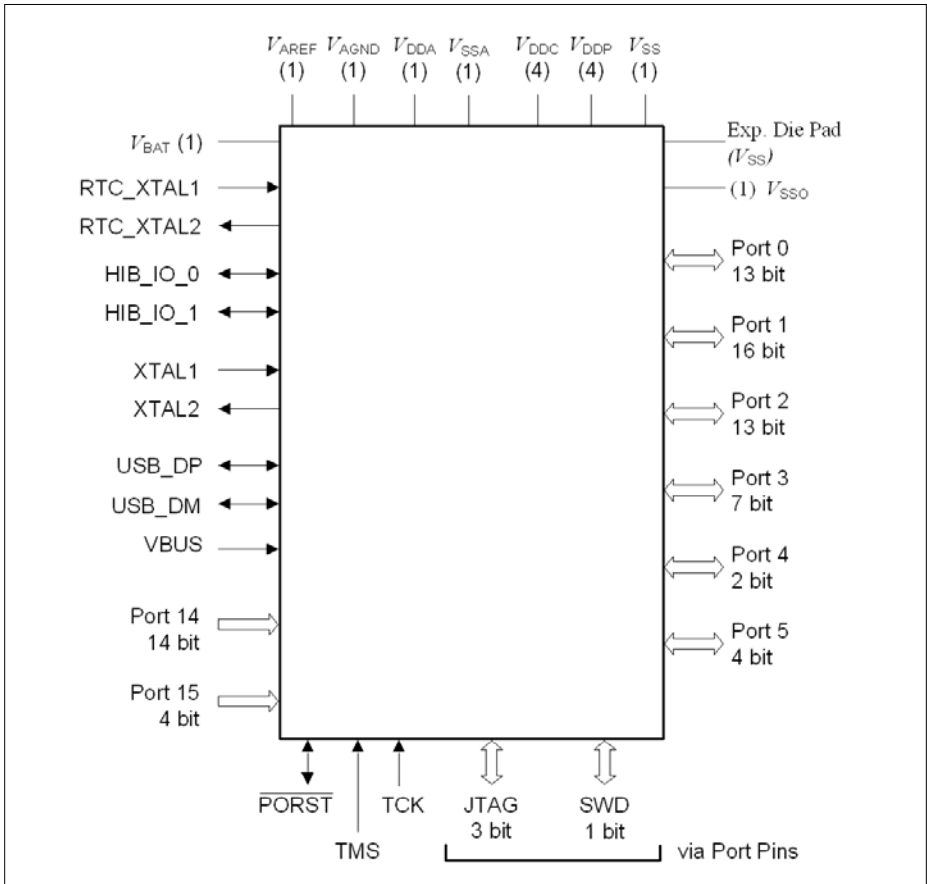 VAREF VAGND VDDA VSSA VDDC VDDP VSS
(1) (1) (1) (1) (4) (4) (1)
VBAT (1)
RTC_XTAL1
RTC_XTAL2
HIB_IO_0
HIB_IO_1
XTAL1
XTAL2
USB_DP
USB_DM
VBUS
Port 14
14 bit
Port 15
4 bit
Exp. Die Pad
(VSS)
(1) VSSO
Port 0
13 bit
Port 1
16 bit
Port 2
13 bit
Port 3
7 bit
Port 4
2 bit
Port 5
4 bit
PORST TCK JTAG SWD
3 bit 1 bit
TMS via Port Pins